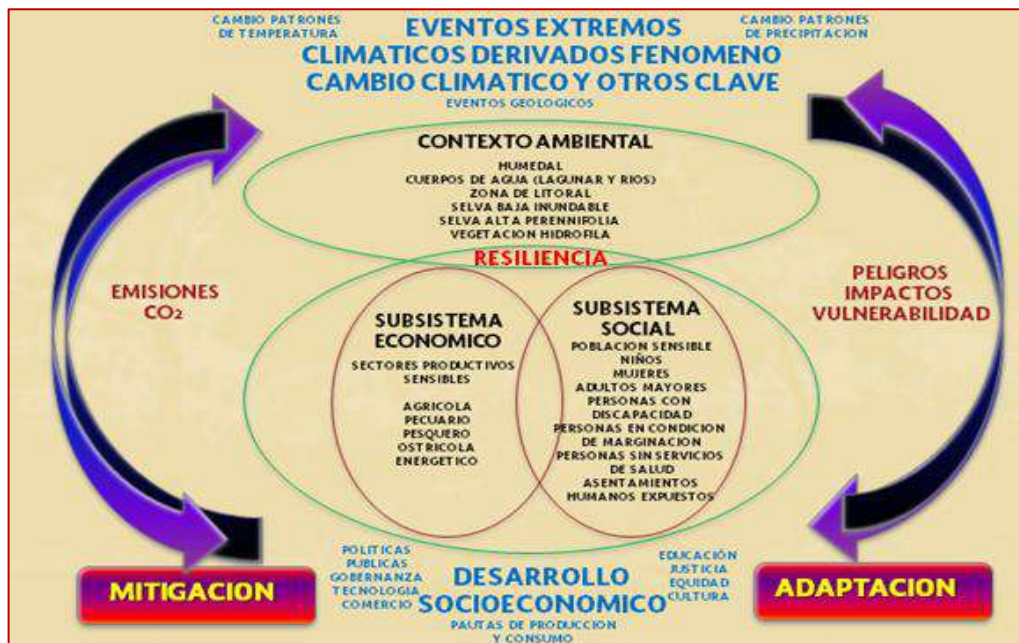 CAMBIO PATRONES
DE TEMPERATURA
EVENTOS EXTREMOS
CLIMATICOS DERIVADOS FENOMENO
CAMBIO CLIMATICO Y OTROS CLAVE
EVENTOS GEOLOGICOS
CAMBIO PATRONES
DE PRECIPITACION
CONTEXTO AMBIENTAL
HUMEDAL
CUERPOS DE AGUA (LAGUNAR Y RIOS)
ZONA DE LITORAL
SELVA BAJA INUNDABLE
SELVA ALTA PERENNIFOLIA
VEGETACION HIDROFILA
RESILIENCIA
EMISIONES
CO₂
SUBSISTEMA
ECONOMICO
SECTORES PRODUCTIVOS
SENSIBLES
AGRICOLA
PECUARIO
PESQUERO
OSTRICOLA
ENERGETICO
SUBSISTEMA
SOCIAL
POBLACION SENSIBLE
NIÑOS
MUJERES
ADULTOS MAYORES
PERSONAS CON
DISCAPACIDAD
PERSONAS EN CONDICION
DE MARGINACION
PERSONAS SIN SERVICIOS
DE SALUD
ASENTAMIENTOS
HUMANOS EXPUESTOS
PELIGROS
IMPACTOS
VULNERABILIDAD
MITIGACION
POLITICAS
PUBLICAS
GOBERNANZA
TECNOLOGIA
COMERCIO
DESARROLLO
SOCIOECONOMICO
PAUTAS DE PRODUCCION
Y CONSUMO
EDUCACIÓN
JUSTICIA
EQUIDAD
CULTURA
ADAPTACION